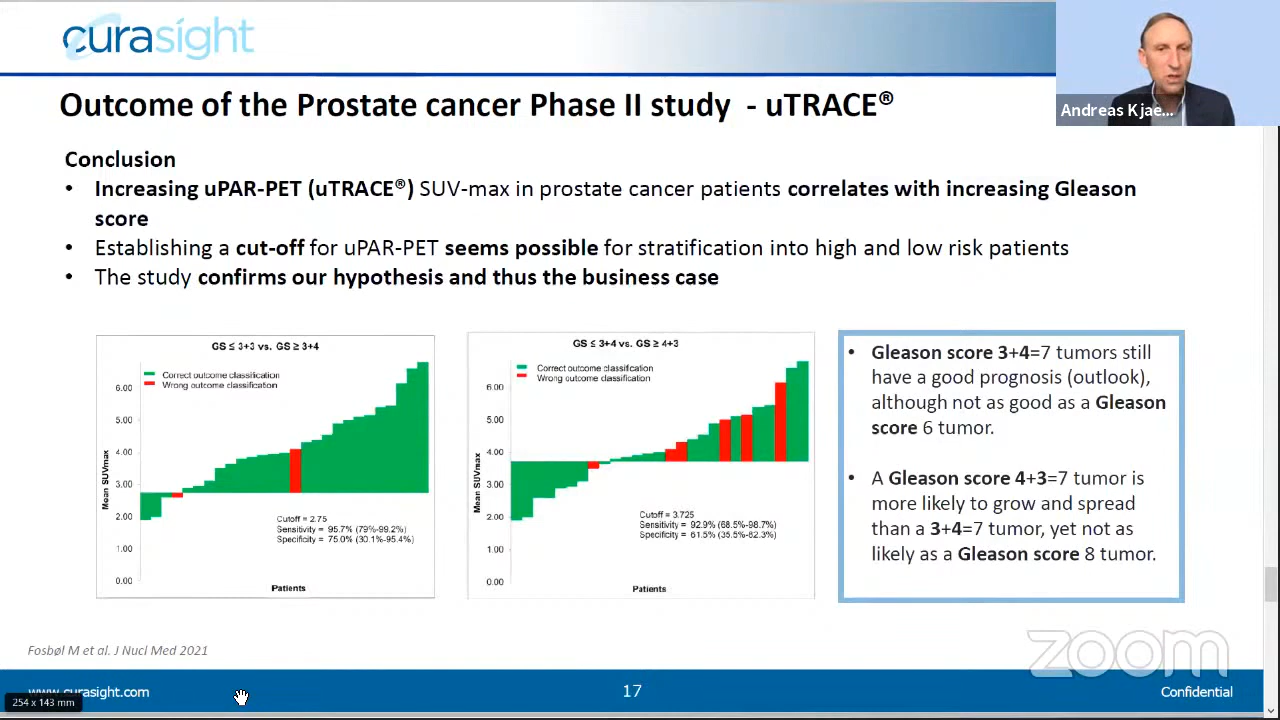 curasight
Andreas Kjae...
Outcome of the Prostate cancer Phase II study - uTRACE®
Conclusion
• Increasing uPAR-PET (uTRACE®) SUV-max in prostate cancer patients correlates with increasing Gleason
score
• Establishing a cut-off for uPAR-PET seems possible for stratification into high and low risk patients
• The study confirms our hypothesis and thus the business case
GS ≤ 3+3 vs. GS ≥ 3+4
Correct outcome classification
Wrong outcome classification
6.00
5.00
4.00
3.00
2.00
1.00
0.00
Mean SUVmax
Cutoff = 2.75
Sensitivity = 95.7% (79%-99.2%)
Specificity = 75.0% (30.1%-95.4%)
Patients
GS ≤ 3+4 vs. GS ≥ 4+3
Correct outcome classification
Wrong outcome classification
6.00
5.00
4.00
3.00
2.00
1.00
0.00
Mean SUVmax
Cutoff = 3.725
Sensitivity = 92.9% (68.5%-98.7%)
Specificity = 61.5% (35.5%-82.3%)
Patients
• Gleason score 3+4=7 tumors still
have a good prognosis (outlook),
although not as good as a Gleason
score 6 tumor.
• A Gleason score 4+3=7 tumor is
more likely to grow and spread
than a 3+4=7 tumor, yet not as
likely as a Gleason score 8 tumor.
Fosbøl M et al. J Nucl Med 2021
zoom
www.curasight.com
17
Confidential
254 x 143 mm